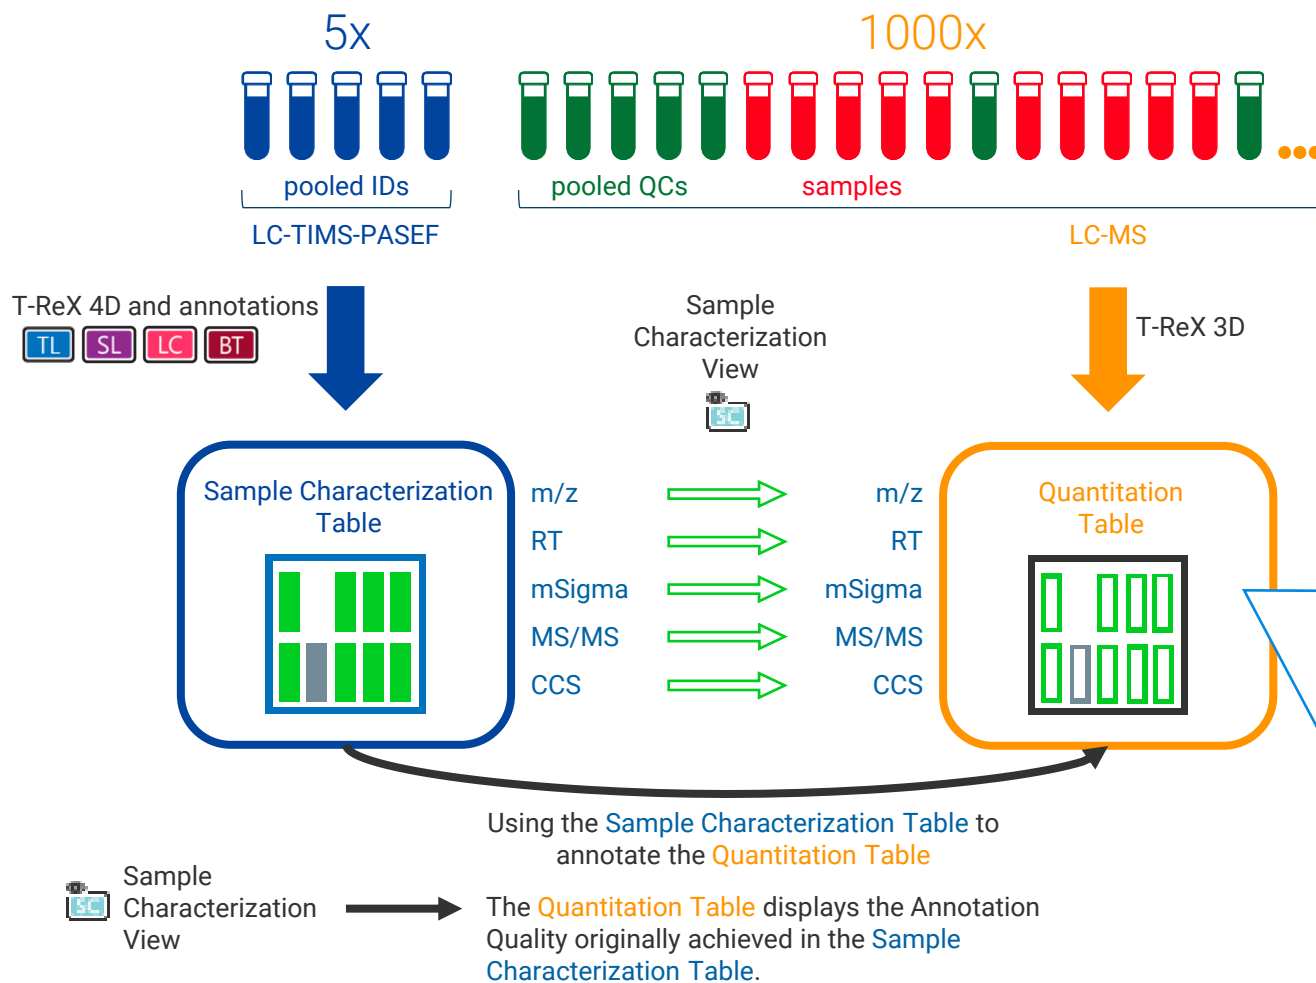 5x
1000x
pooled IDs
pooled QCs
samples
LC-TIMS-PASEF
LC-MS
T-ReX 4D and annotations
TL SL LC BT
Sample
Characterization
View
SC
T-ReX 3D
Sample Characterization
Table
m/z
m/z
RT
RT
mSigma
mSigma
MS/MS
MS/MS
CCS
CCS
Quantitation
Table
Using the Sample Characterization Table to
annotate the Quantitation Table
SC
Sample
Characterization
View
The Quantitation Table displays the Annotation
Quality originally achieved in the Sample
Characterization Table.